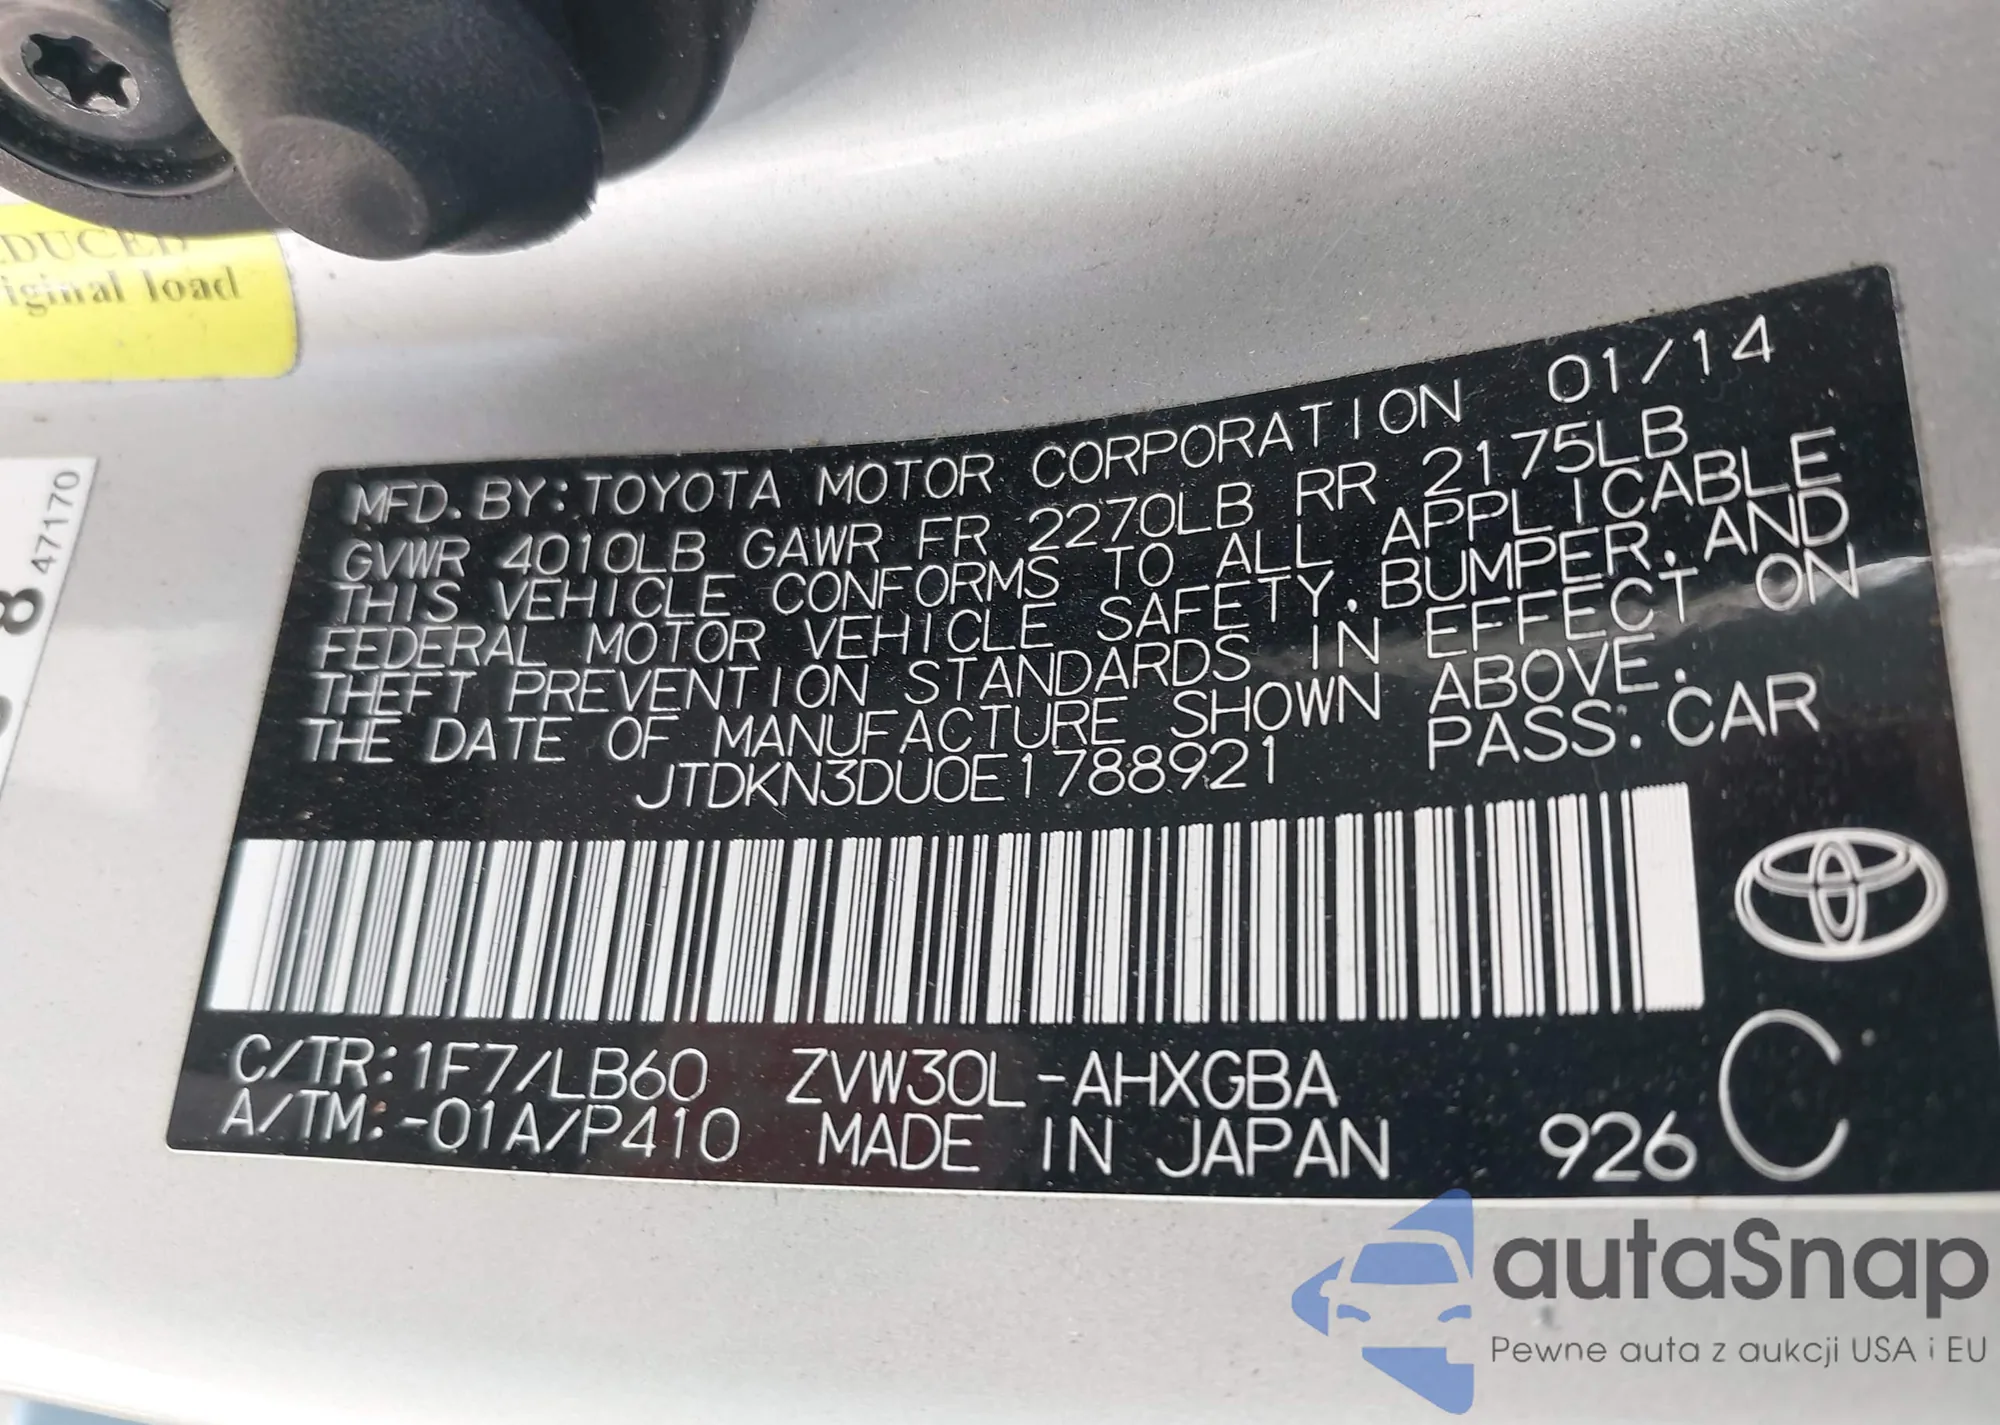 iginal load
47170
8
MFD. BY: TOYOTA MOTOR CORPORATION 01/14
GVWR 4010LB GAWR FR 2270LB RR 2175LB
THIS VEHICLE CONFORMS TO ALL APPLICABLE
FEDERAL MOTOR VEHICLE SAFETY, BUMPER, AND
THEFT PREVENTION STANDARDS IN EFFECT ON
THE DATE OF MANUFACTURE SHOWN ABOVE.
JTDKN3DU0E1788921 PASS. CAR
C/TR: 1F7/LB60 ZVW30L-AHXGBA
A/TM: -01A/P410 MADE IN JAPAN 926 C
autaSnap
Pewne auta z aukcji USA i EU